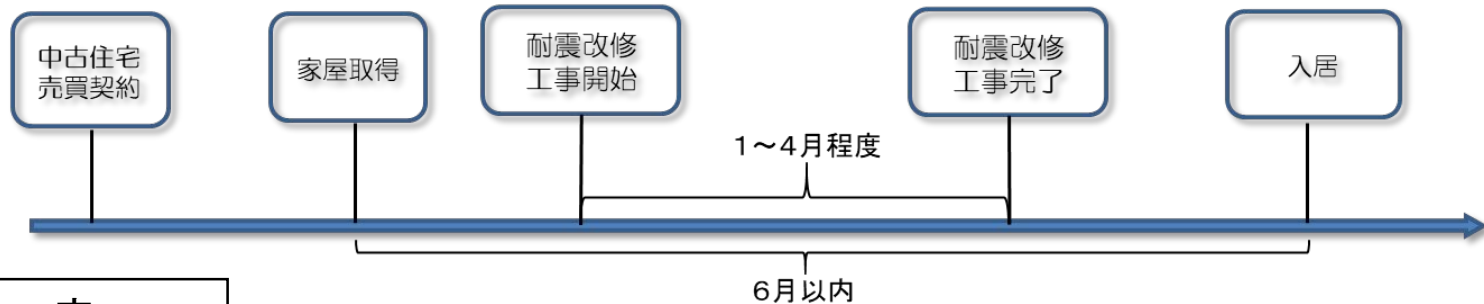 中古住宅
売買契約
家屋取得
耐震改修
工事開始
耐震改修
工事完了
入居
1～4月程度
6月以内